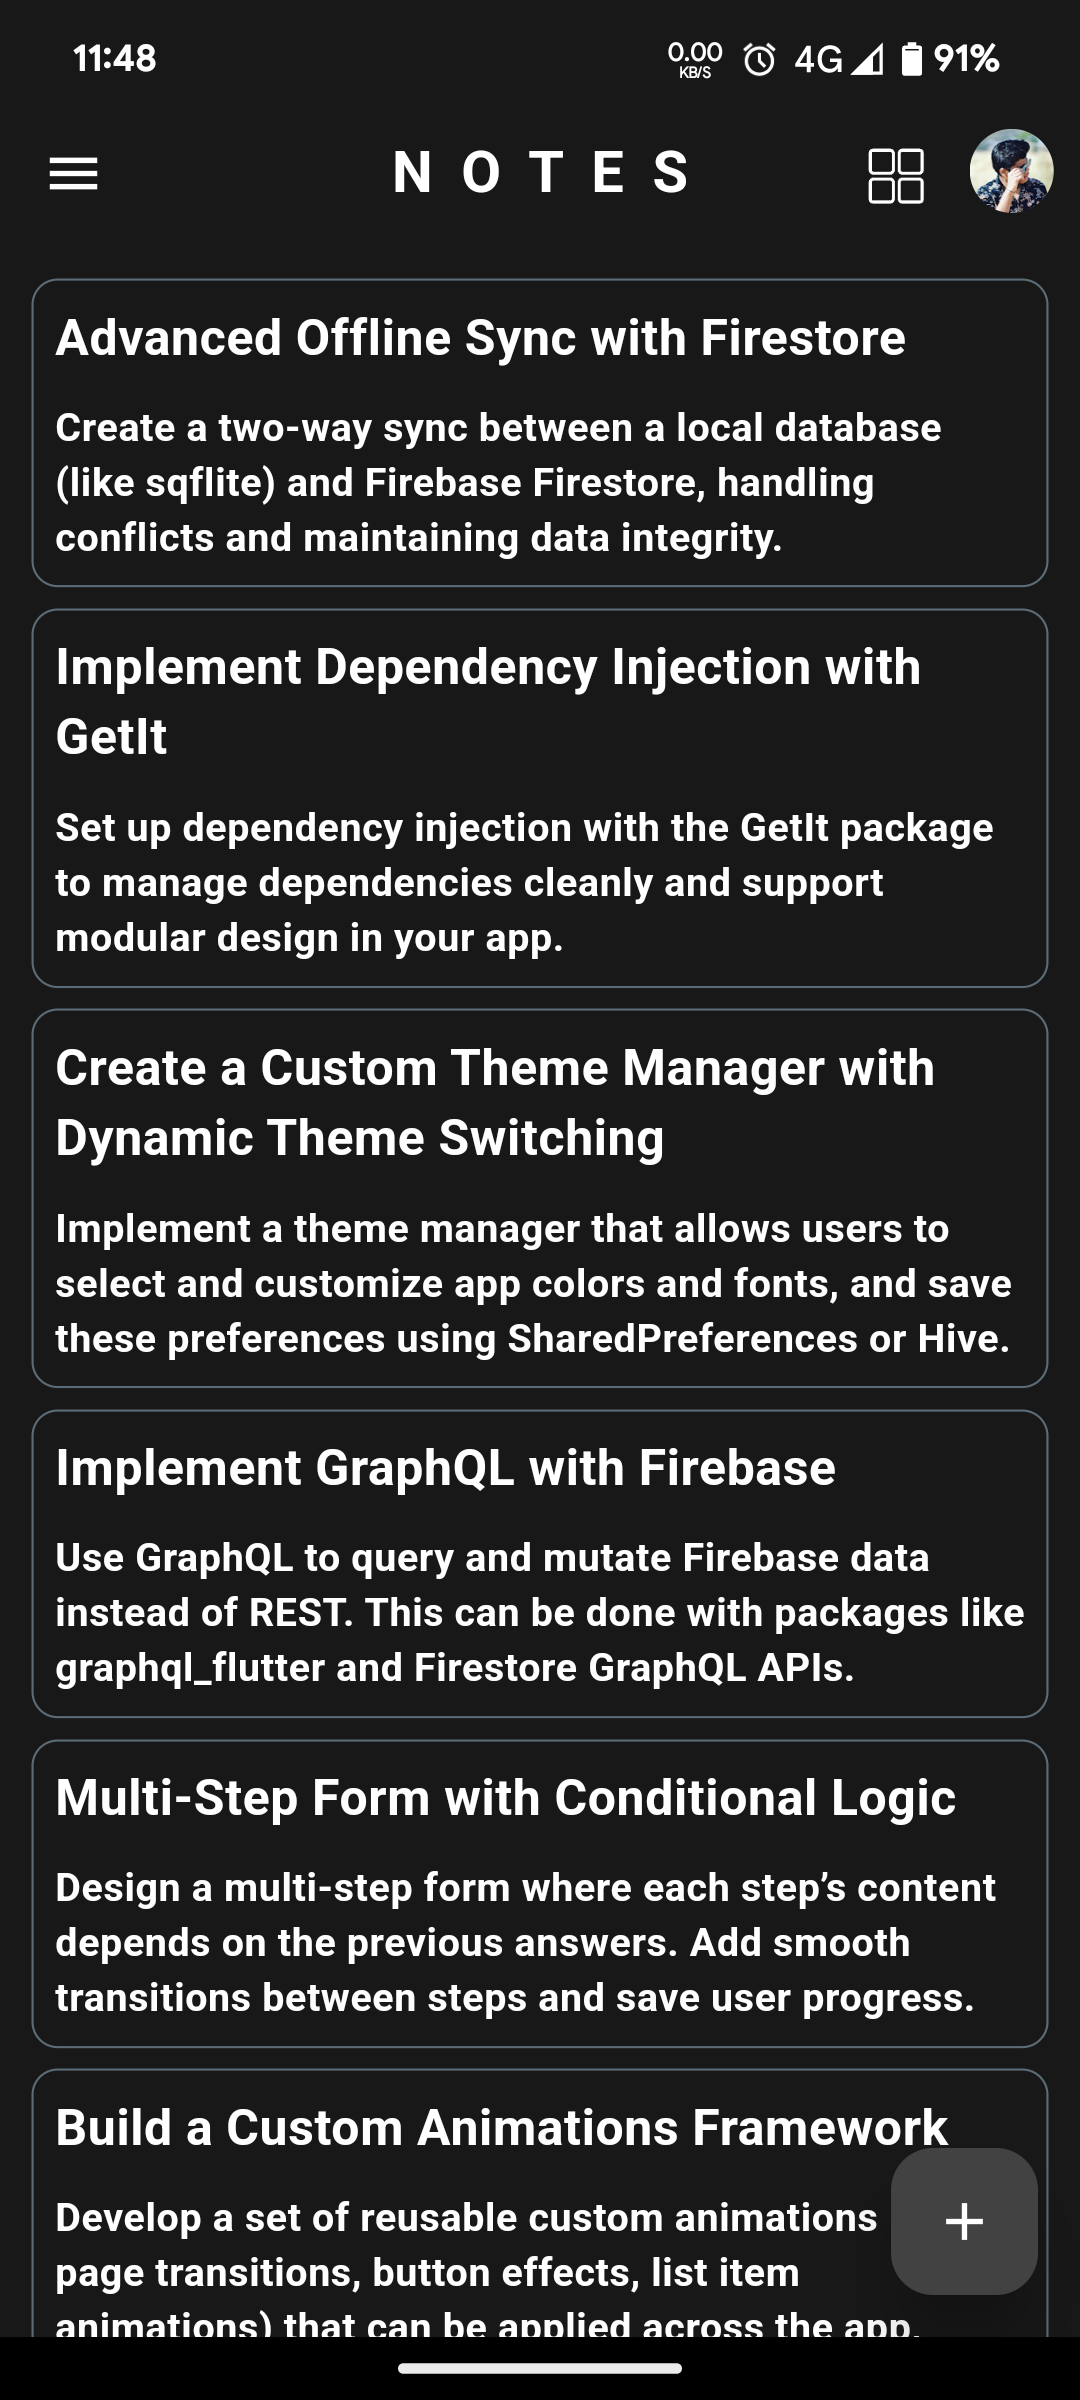 11:48
0.00
KB/S
4G
91%
NOTES
Advanced Offline Sync with Firestore
Create a two-way sync between a local database
(like sqflite) and Firebase Firestore, handling
conflicts and maintaining data integrity.
Implement Dependency Injection with
GetIt
Set up dependency injection with the GetIt package
to manage dependencies cleanly and support
modular design in your app.
Create a Custom Theme Manager with
Dynamic Theme Switching
Implement a theme manager that allows users to
select and customize app colors and fonts, and save
these preferences using SharedPreferences or Hive.
Implement GraphQL with Firebase
Use GraphQL to query and mutate Firebase data
instead of REST. This can be done with packages like
graphql_flutter and Firestore GraphQL APIs.
Multi-Step Form with Conditional Logic
Design a multi-step form where each step’s content
depends on the previous answers. Add smooth
transitions between steps and save user progress.
Build a Custom Animations Framework
Develop a set of reusable custom animations
page transitions, button effects, list item
animations) that can be applied across the app.